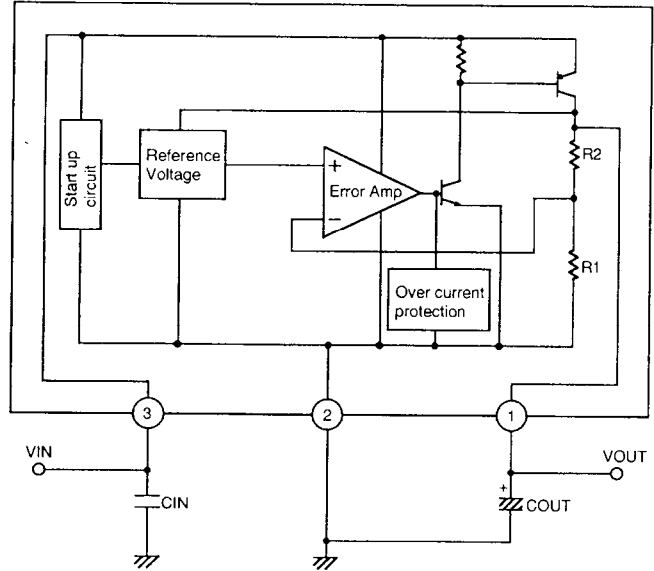 R2
Start up
circuit
Reference
Voltage
+
Error Amp
−
R1
Over current
protection
3
2
1
VIN
CIN
VOUT
+
COUT